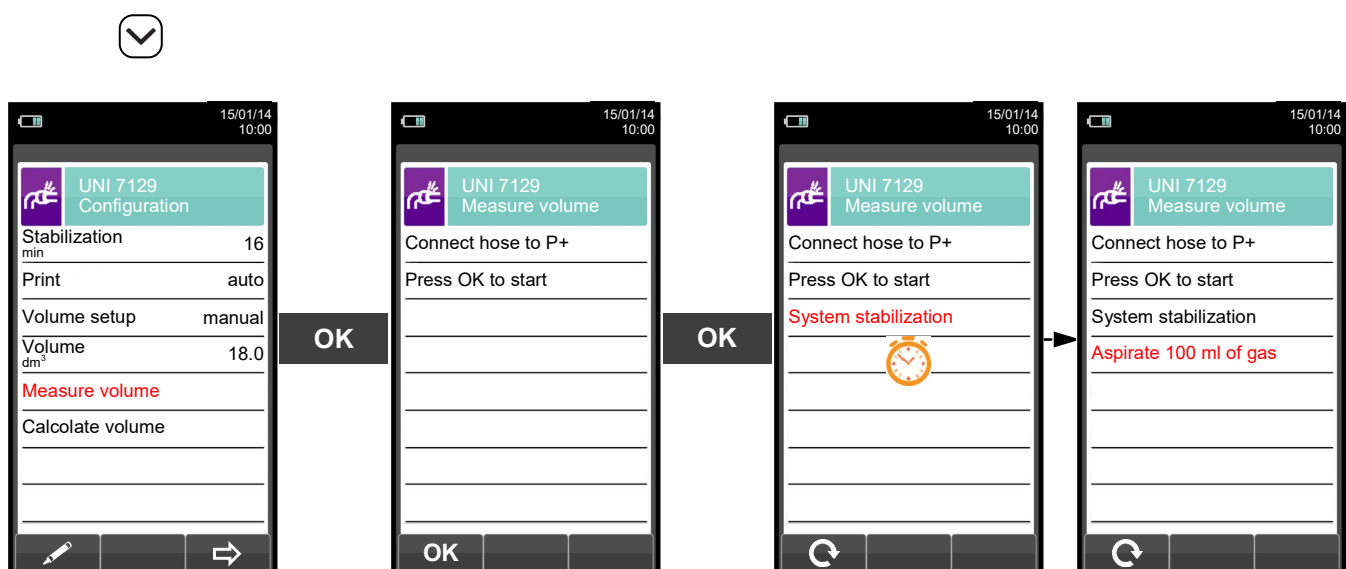 15/01/14
10:00
UNI 7129
Configuration
Stabilization
min
16
Print auto
Volume setup manual
Volume
dm³
18.0
Measure volume
Calcolate volume
OK
15/01/14
10:00
UNI 7129
Measure volume
Connect hose to P+
Press OK to start
OK
OK
15/01/14
10:00
UNI 7129
Measure volume
Connect hose to P+
Press OK to start
System stabilization
15/01/14
10:00
UNI 7129
Measure volume
Connect hose to P+
Press OK to start
System stabilization
Aspirate 100 ml of gas